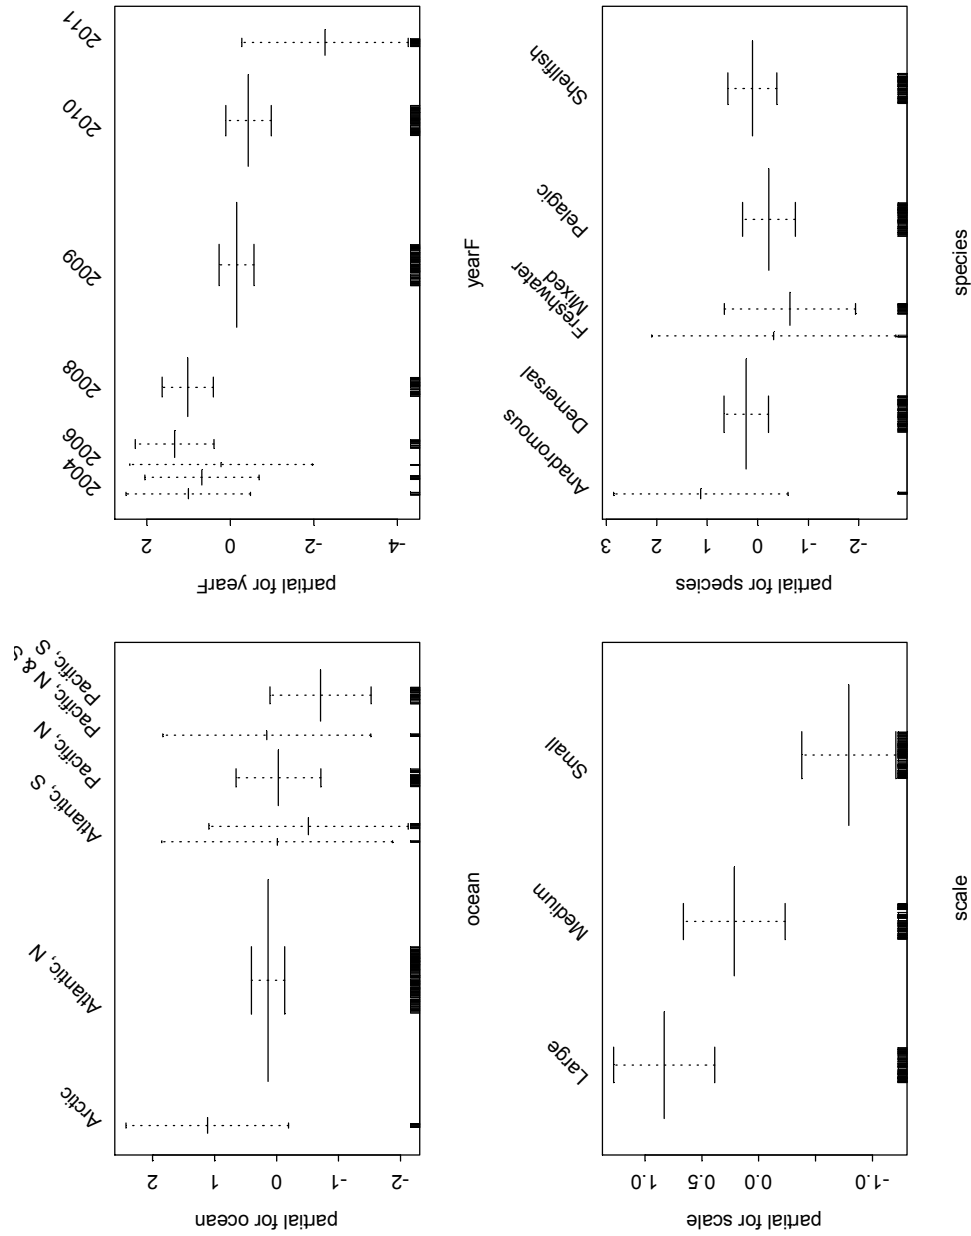 Arctic
Atlantic, N
Atlantic, S
Pacific, N
Pacific, N & S
Pacific, S
2
1
0
-1
-2
partial for ocean
ocean
2004
2006
2008
2009
2010
2011
2
0
-2
-4
partial for yearF
yearF
Large
Medium
Small
1.0
0.5
0.0
-1.0
partial for scale
scale
Anadromous
Demersal
Freshwater
Mixed
Pelagic
Shellfish
3
2
1
0
-1
-2
partial for species
species